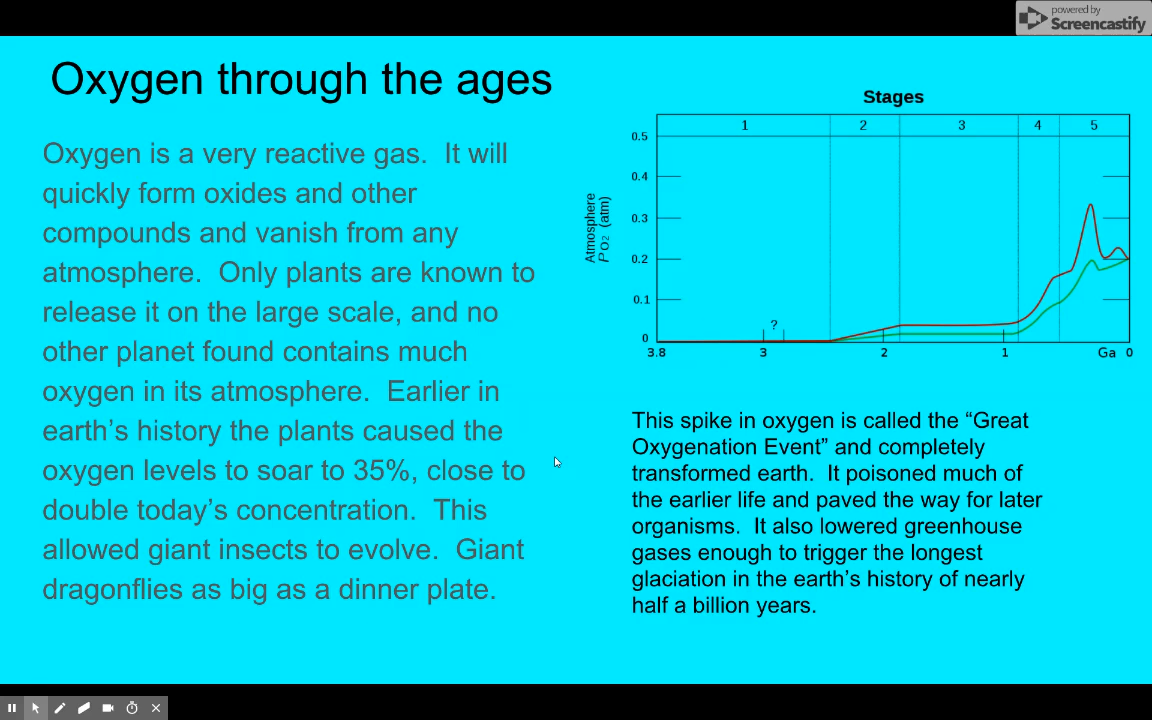 powered by
Screencastify
Oxygen through the ages
Oxygen is a very reactive gas.  It will
quickly form oxides and other
compounds and vanish from any
atmosphere.  Only plants are known to
release it on the large scale, and no
other planet found contains much
oxygen in its atmosphere.  Earlier in
earth’s history the plants caused the
oxygen levels to soar to 35%, close to
double today’s concentration.  This
allowed giant insects to evolve.  Giant
dragonflies as big as a dinner plate.
Stages
1 2 3 4 5
0.5
0.4
0.3
0.2
0.1
0
Atmosphere
P O2 (atm)
?
3.8 3 2 1 Ga 0
This spike in oxygen is called the “Great
Oxygenation Event” and completely
transformed earth.  It poisoned much of
the earlier life and paved the way for later
organisms.  It also lowered greenhouse
gases enough to trigger the longest
glaciation in the earth’s history of nearly
half a billion years.